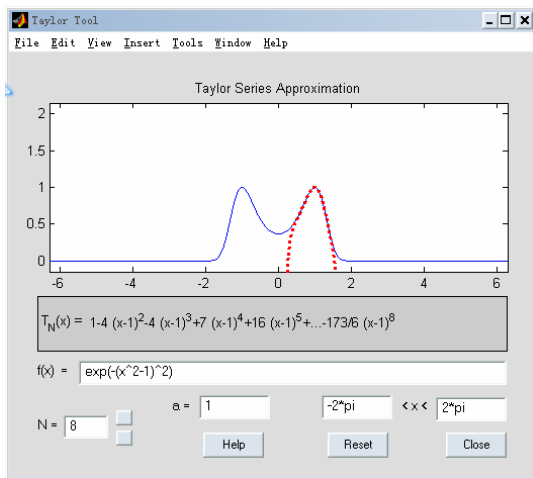 Taylor Tool
File Edit View Insert Tools Window Help
Taylor Series Approximation
2
1.5
1
0.5
0
-6 -4 -2 0 2 4 6
T_N(x) = 1-4 (x-1)^2-4 (x-1)^3+7 (x-1)^4+16 (x-1)^5+...-173/6 (x-1)^8
f(x) = exp(-(x^2-1)^2)
N = 8 a = 1 -2*pi < x < 2*pi
Help Reset Close